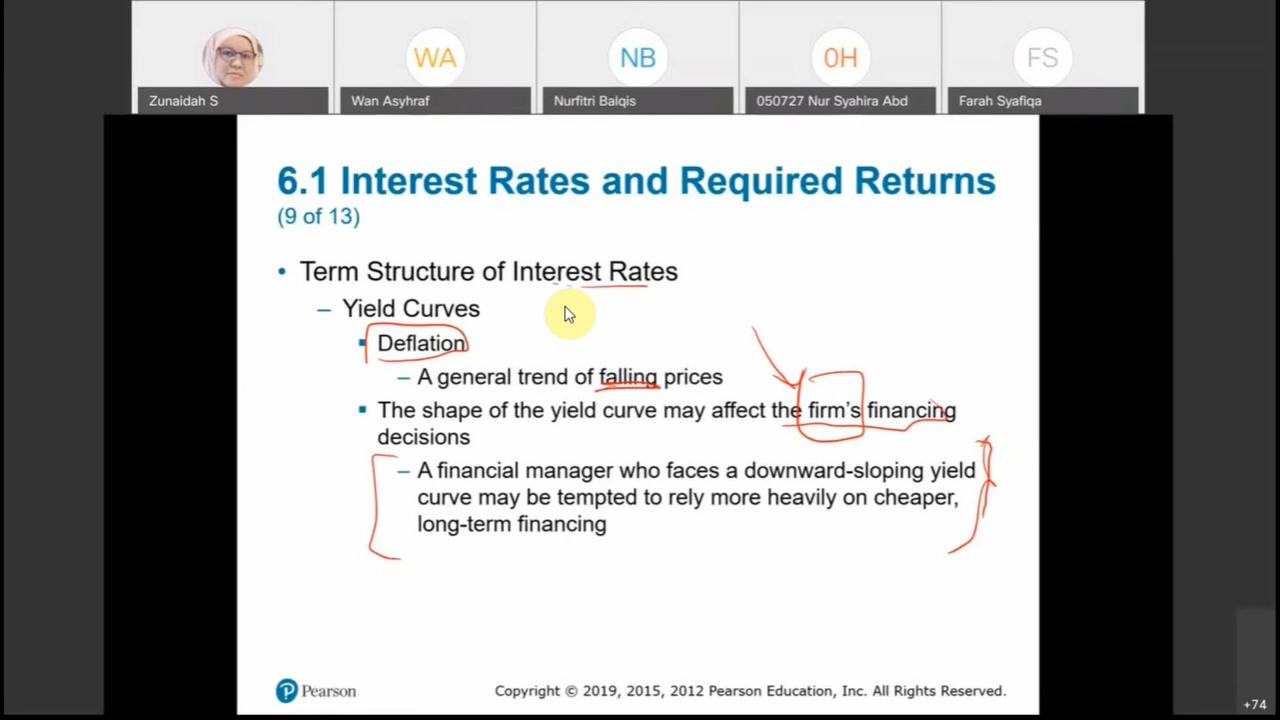 WA
NB
0H
FS
Zunaidah S
Wan Asyhraf
Nurfitri Balqis
050727 Nur Syahira Abd
Farah Syafiqa
6.1 Interest Rates and Required Returns
(9 of 13)
• Term Structure of Interest Rates
– Yield Curves
▪ Deflation
– A general trend of falling prices
▪ The shape of the yield curve may affect the firm's financing
decisions
– A financial manager who faces a downward-sloping yield
curve may be tempted to rely more heavily on cheaper,
long-term financing
P Pearson
Copyright © 2019, 2015, 2012 Pearson Education, Inc. All Rights Reserved.
+74